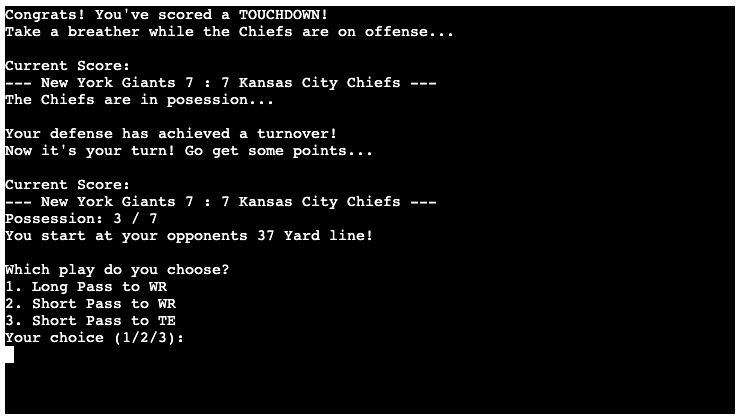 Congrats! You've scored a TOUCHDOWN!
Take a breather while the Chiefs are on offense...
Current Score:
--- New York Giants 7 : 7 Kansas City Chiefs ---
The Chiefs are in posession...
Your defense has achieved a turnover!
Now it's your turn! Go get some points...
Current Score:
--- New York Giants 7 : 7 Kansas City Chiefs ---
Possession: 3 / 7
You start at your opponents 37 Yard line!
Which play do you choose?
1. Long Pass to WR
2. Short Pass to WR
3. Short Pass to TE
Your choice (1/2/3):